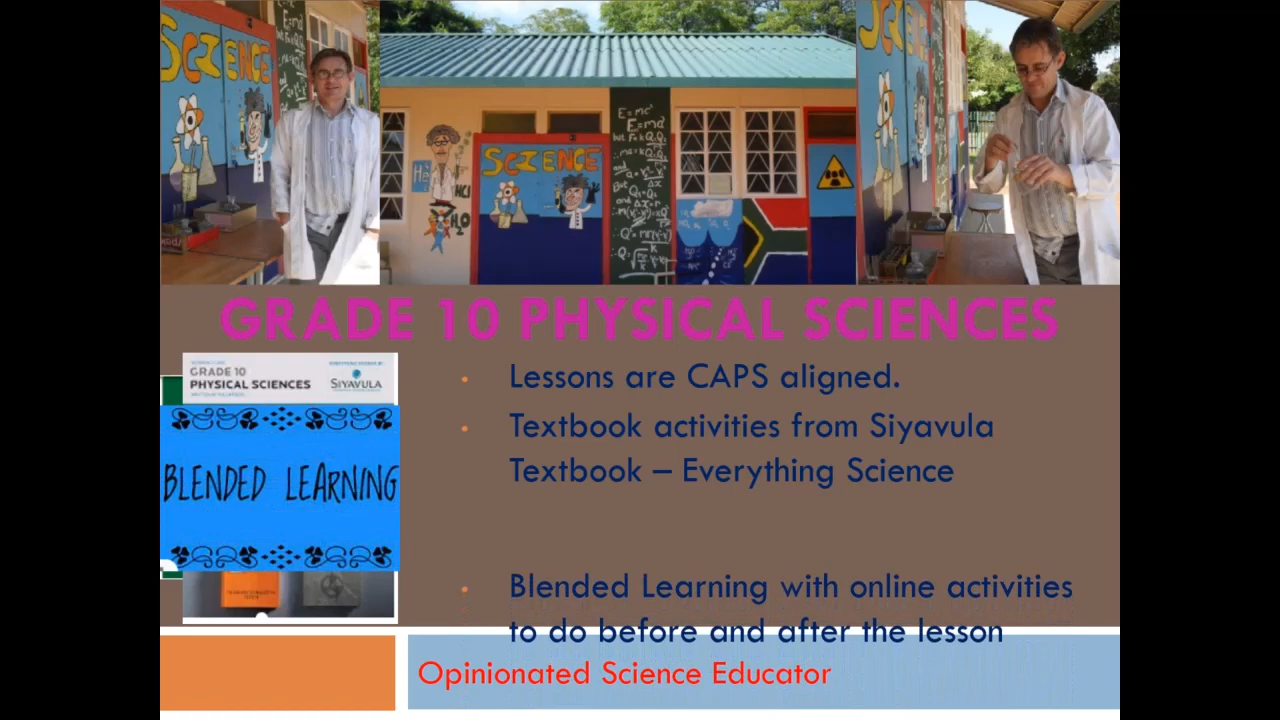 SCIENCE
SCIENCE
SCIENCE
E=mc²
HCl
H₂O
GRADE 10 PHYSICAL SCIENCES
GRADE 10
PHYSICAL SCIENCES
SIYAVULA
BLENDED LEARNING
• Lessons are CAPS aligned.
• Textbook activities from Siyavula
Textbook – Everything Science
• Blended Learning with online activities
to do before and after the lesson
Opinionated Science Educator